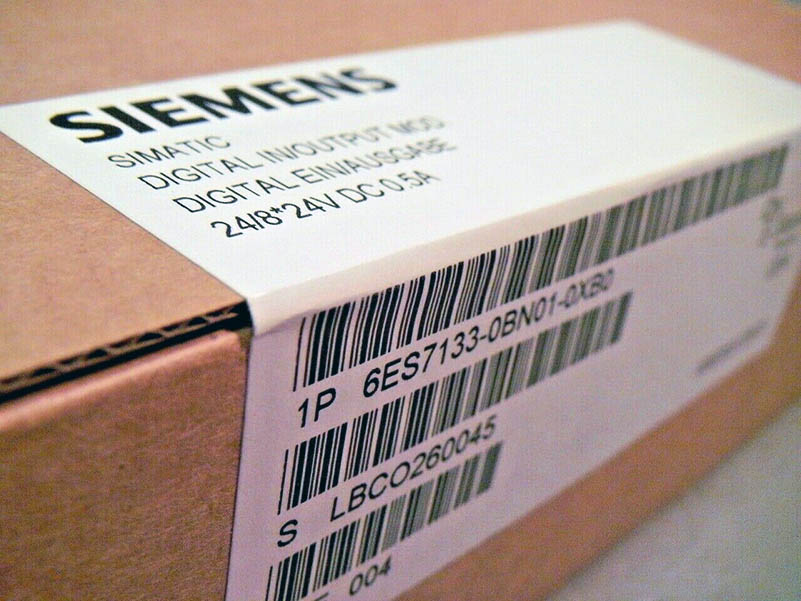 SIEMENS
SIMATIC
DIGITAL IN/OUTPUT MOD
DIGITAL EIN/AUSGABE
24/8*24V DC 0.5A
1P 6ES7133-0BN01-0XB0
S LBCO260045
004